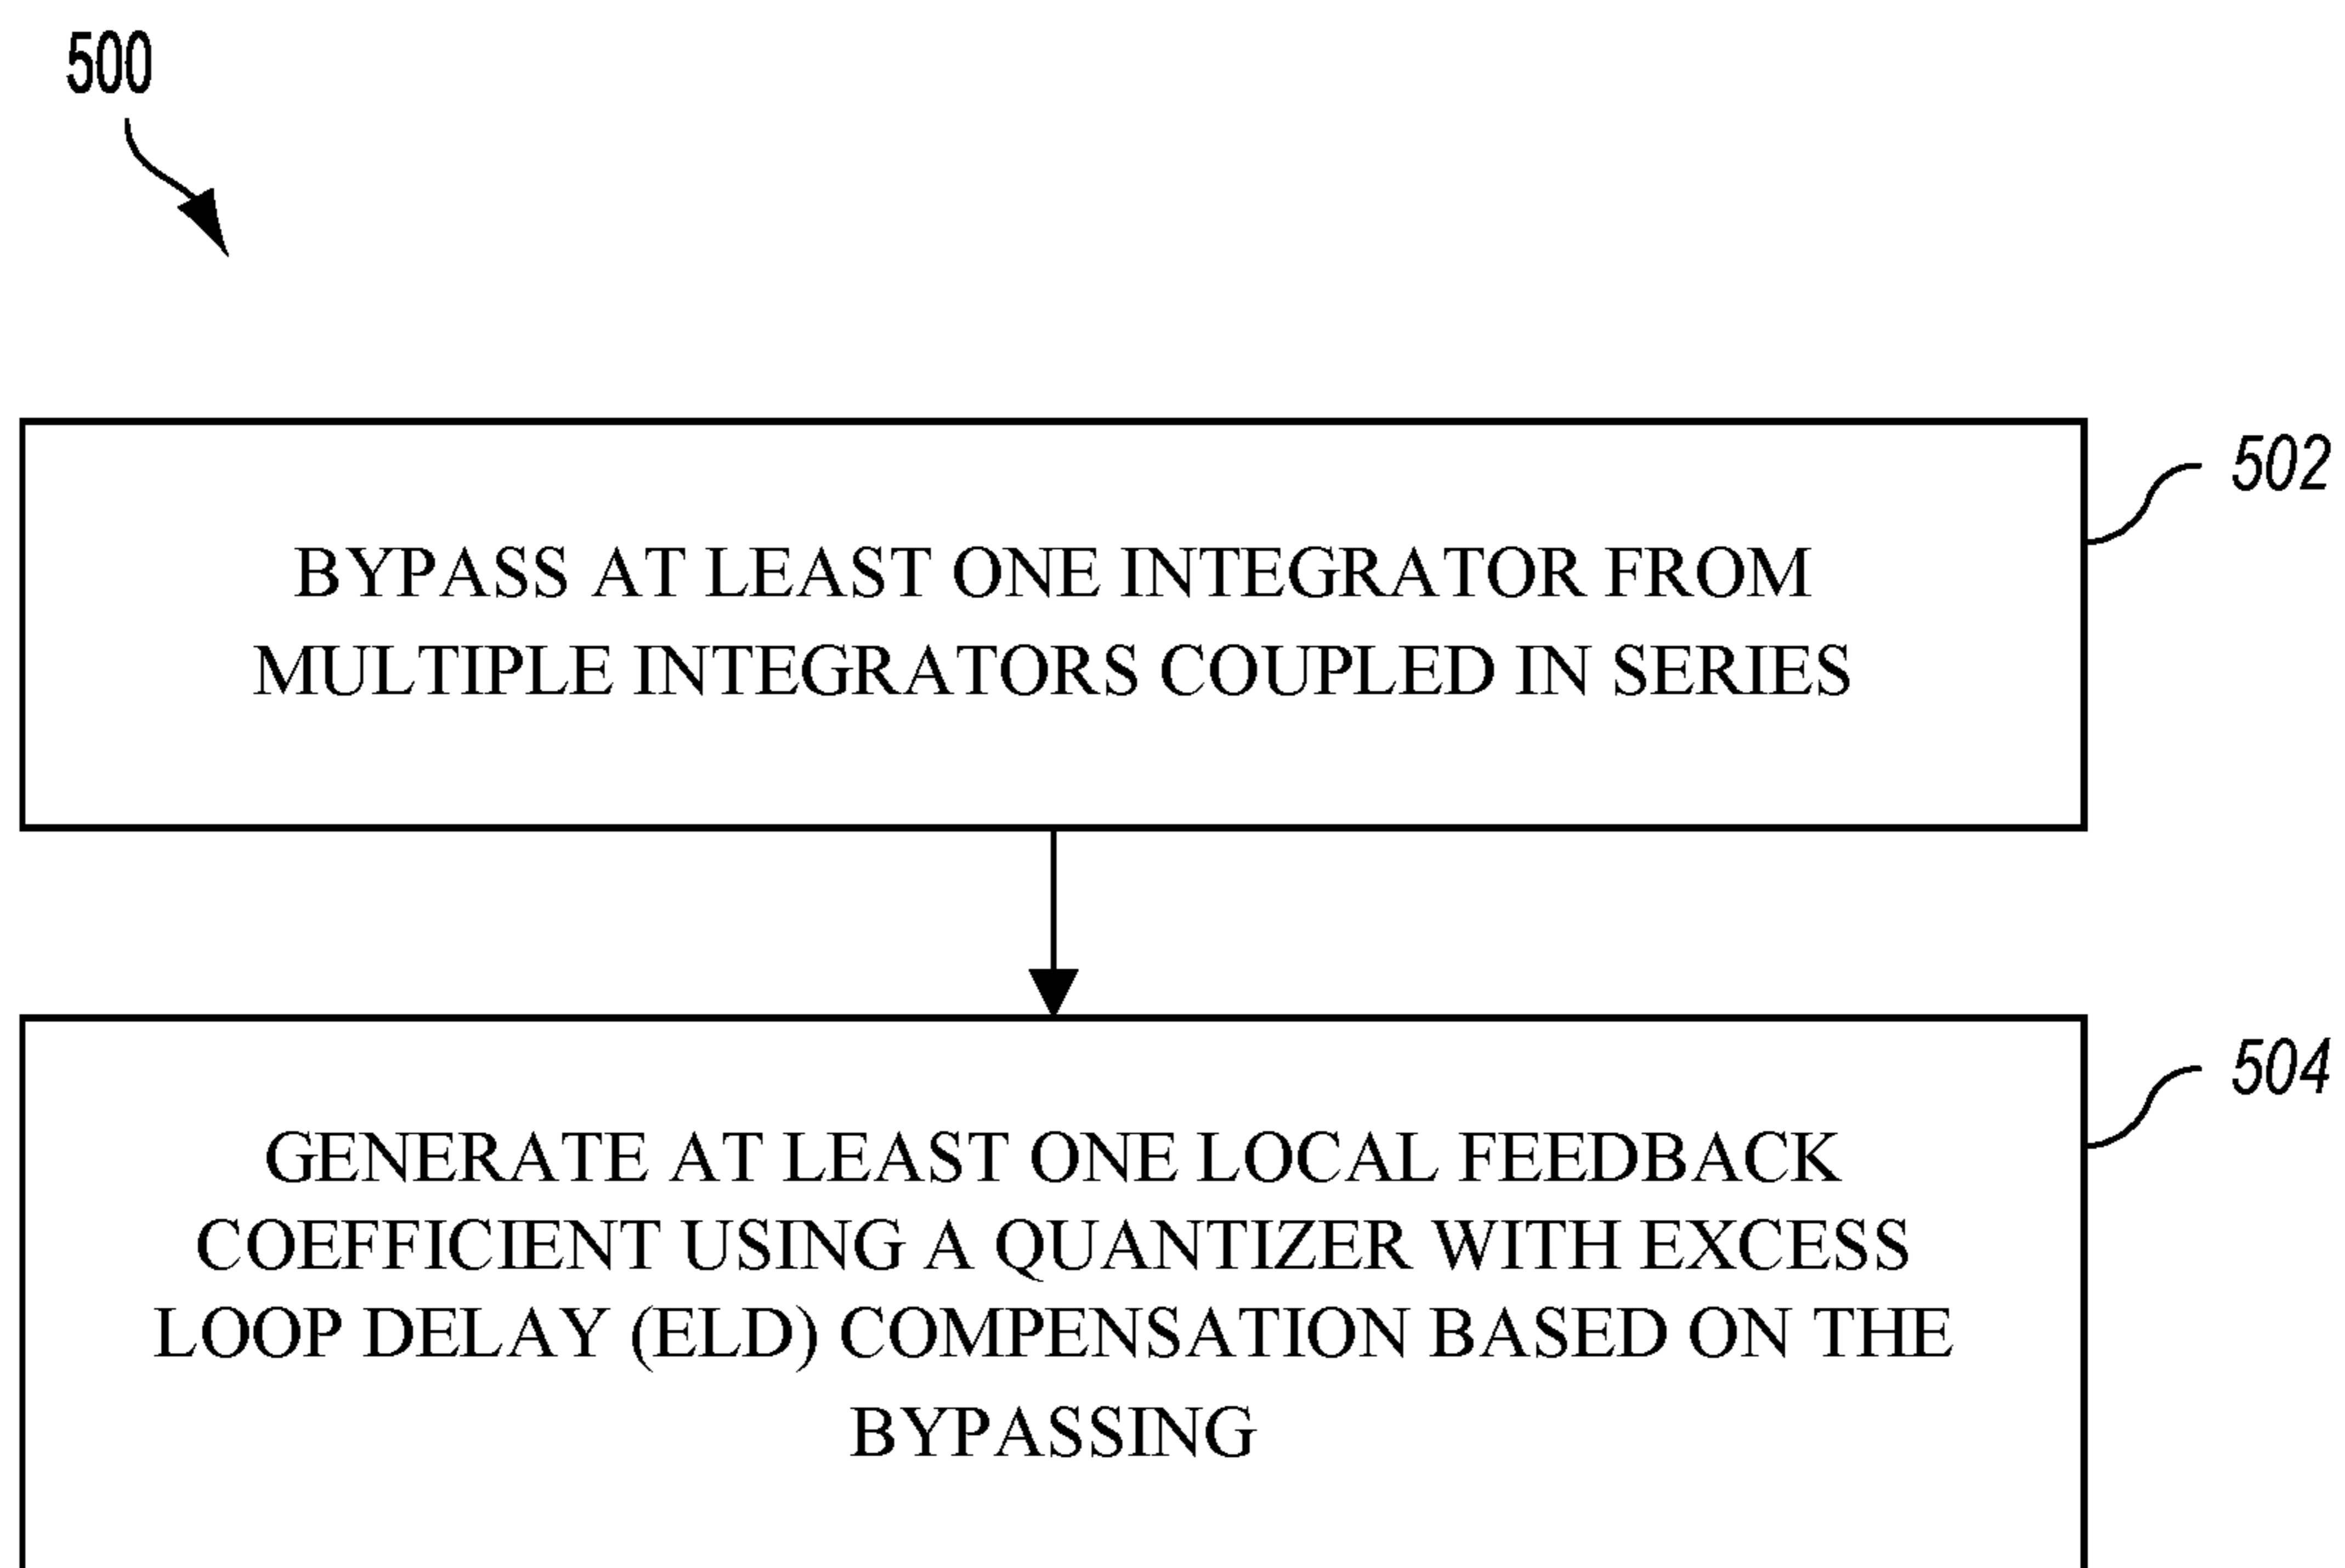 500
502
BYPASS AT LEAST ONE INTEGRATOR FROM
MULTIPLE INTEGRATORS COUPLED IN SERIES
504
GENERATE AT LEAST ONE LOCAL FEEDBACK
COEFFICIENT USING A QUANTIZER WITH EXCESS
LOOP DELAY (ELD) COMPENSATION BASED ON THE
BYPASSING